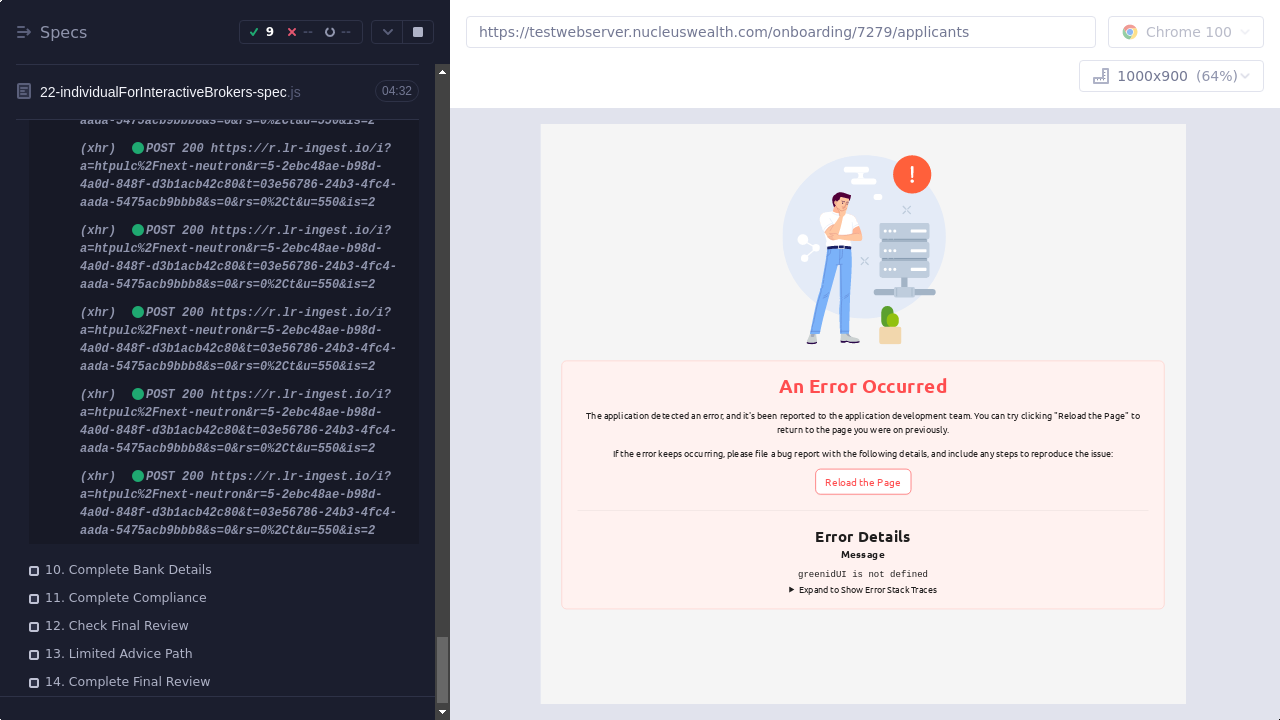 Specs
9
--
--
https://testwebserver.nucleuswealth.com/onboarding/7279/applicants
Chrome 100
1000x900 (64%)
22-individualForInteractiveBrokers-spec.js
04:32
aada-5475acb9bbb8&s=0&rs=0%2Ct&u=550&is=2
(xhr) POST 200 https://r.lr-ingest.io/i?
a=htpulc%2Fnext-neutron&r=5-2ebc48ae-b98d-
4a0d-848f-d3b1acb42c80&t=03e56786-24b3-4fc4-
aada-5475acb9bbb8&s=0&rs=0%2Ct&u=550&is=2
(xhr) POST 200 https://r.lr-ingest.io/i?
a=htpulc%2Fnext-neutron&r=5-2ebc48ae-b98d-
4a0d-848f-d3b1acb42c80&t=03e56786-24b3-4fc4-
aada-5475acb9bbb8&s=0&rs=0%2Ct&u=550&is=2
(xhr) POST 200 https://r.lr-ingest.io/i?
a=htpulc%2Fnext-neutron&r=5-2ebc48ae-b98d-
4a0d-848f-d3b1acb42c80&t=03e56786-24b3-4fc4-
aada-5475acb9bbb8&s=0&rs=0%2Ct&u=550&is=2
(xhr) POST 200 https://r.lr-ingest.io/i?
a=htpulc%2Fnext-neutron&r=5-2ebc48ae-b98d-
4a0d-848f-d3b1acb42c80&t=03e56786-24b3-4fc4-
aada-5475acb9bbb8&s=0&rs=0%2Ct&u=550&is=2
(xhr) POST 200 https://r.lr-ingest.io/i?
a=htpulc%2Fnext-neutron&r=5-2ebc48ae-b98d-
4a0d-848f-d3b1acb42c80&t=03e56786-24b3-4fc4-
aada-5475acb9bbb8&s=0&rs=0%2Ct&u=550&is=2
10. Complete Bank Details
11. Complete Compliance
12. Check Final Review
13. Limited Advice Path
14. Complete Final Review
!
An Error Occurred
The application detected an error, and it's been reported to the application development team. You can try clicking "Reload the Page" to
return to the page you were on previously.
If the error keeps occurring, please file a bug report with the following details, and include any steps to reproduce the issue:
Reload the Page
Error Details
Message
greenidUI is not defined
Expand to Show Error Stack Traces